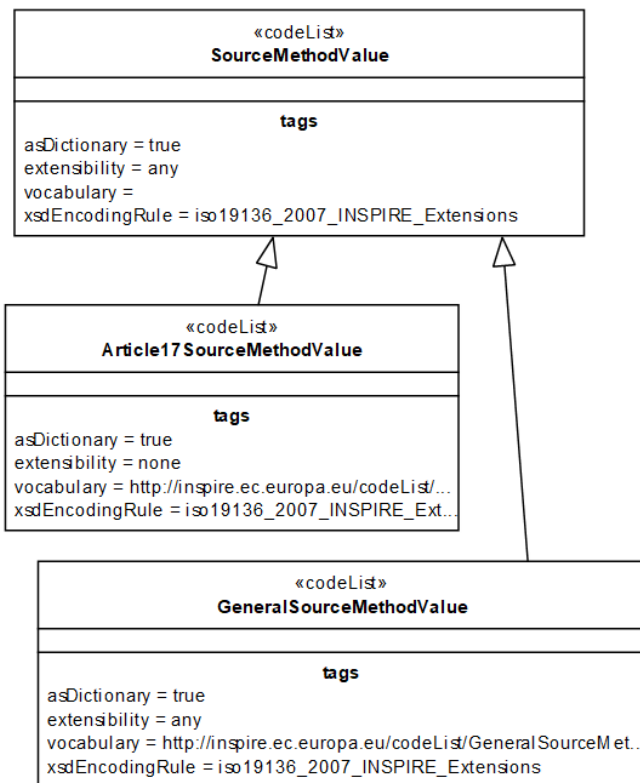 «codeList»
SourceMethodValue
tags
asDictionary = true
extensibility = any
vocabulary =
xsdEncodingRule = iso19136_2007_INSPIRE_Extensions
«codeList»
Article17SourceMethodValue
tags
asDictionary = true
extensibility = none
vocabulary = http://inspire.ec.europa.eu/codeList/...
xsdEncodingRule = iso19136_2007_INSPIRE_Ext...
«codeList»
GeneralSourceMethodValue
tags
asDictionary = true
extensibility = any
vocabulary = http://inspire.ec.europa.eu/codeList/GeneralSourceMet...
xsdEncodingRule = iso19136_2007_INSPIRE_Extensions